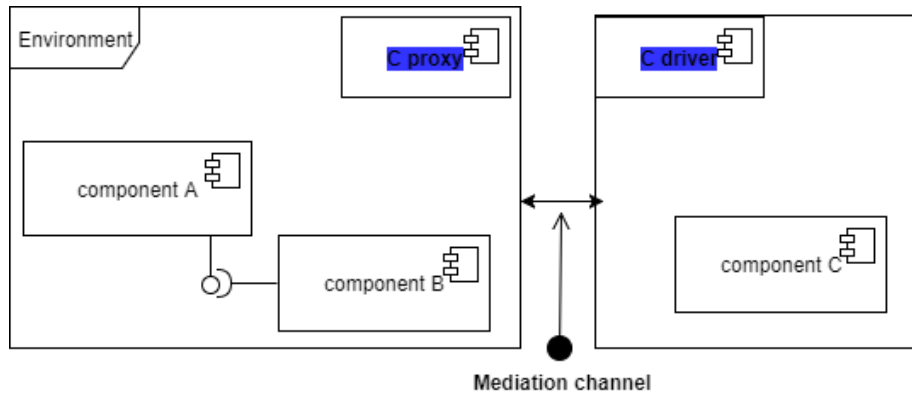 Environment
C proxy
C driver
component A
component B
component C
Mediation channel